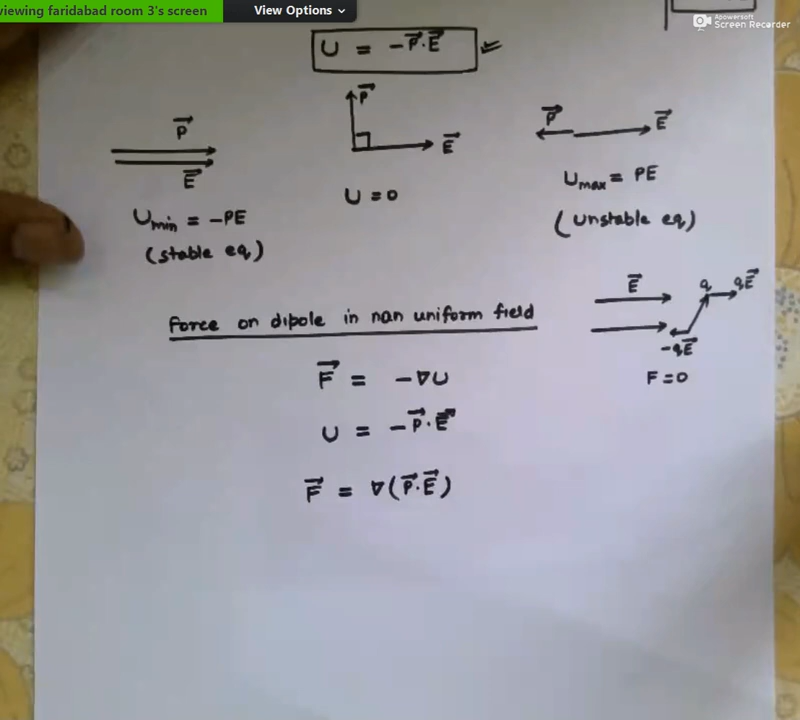 viewing faridabad room 3's screen
View Options
Apowersoft
Screen Recorder
U = -P⃗.E⃗
P⃗
E⃗
Umin = -PE
(stable eq)
P⃗
E⃗
U = 0
P⃗
E⃗
Umax = PE
(unstable eq)
Force on dipole in nan uniform field
E⃗
q
qE⃗
-qE⃗
F = 0
F⃗ = -∇U
U = -P⃗.E⃗
F⃗ = ∇(P⃗.E⃗)